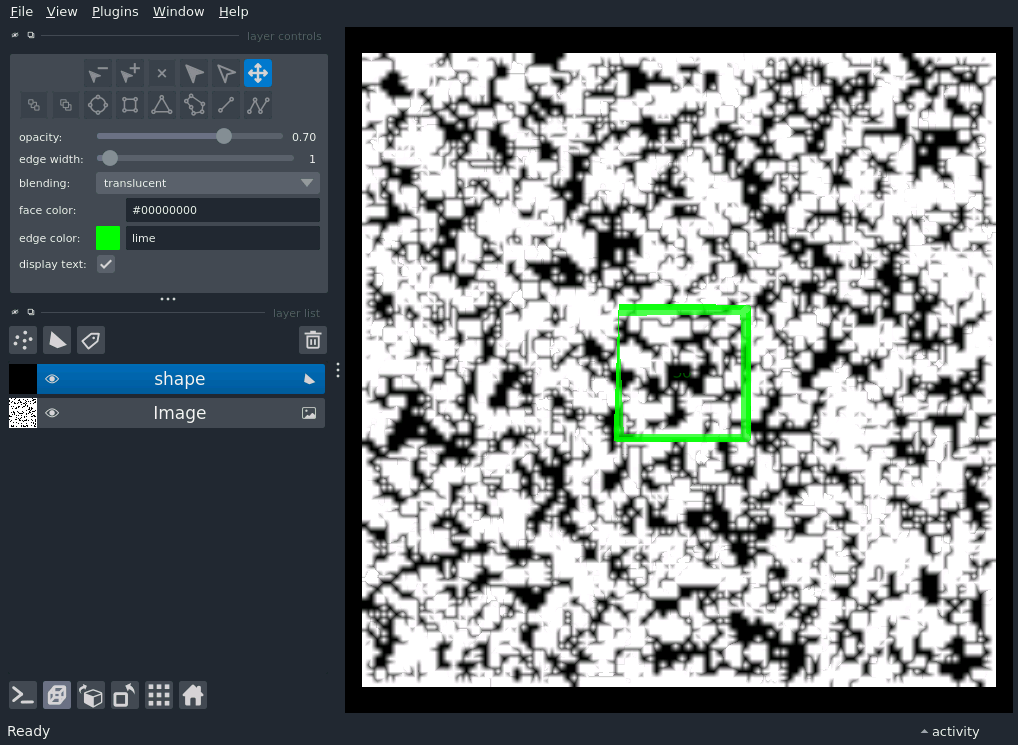 File View Plugins Window Help
layer controls
opacity: 0.70
edge width: 1
blending: translucent
face color: #00000000
edge color: lime
display text:
layer list
shape
Image
Ready
activity